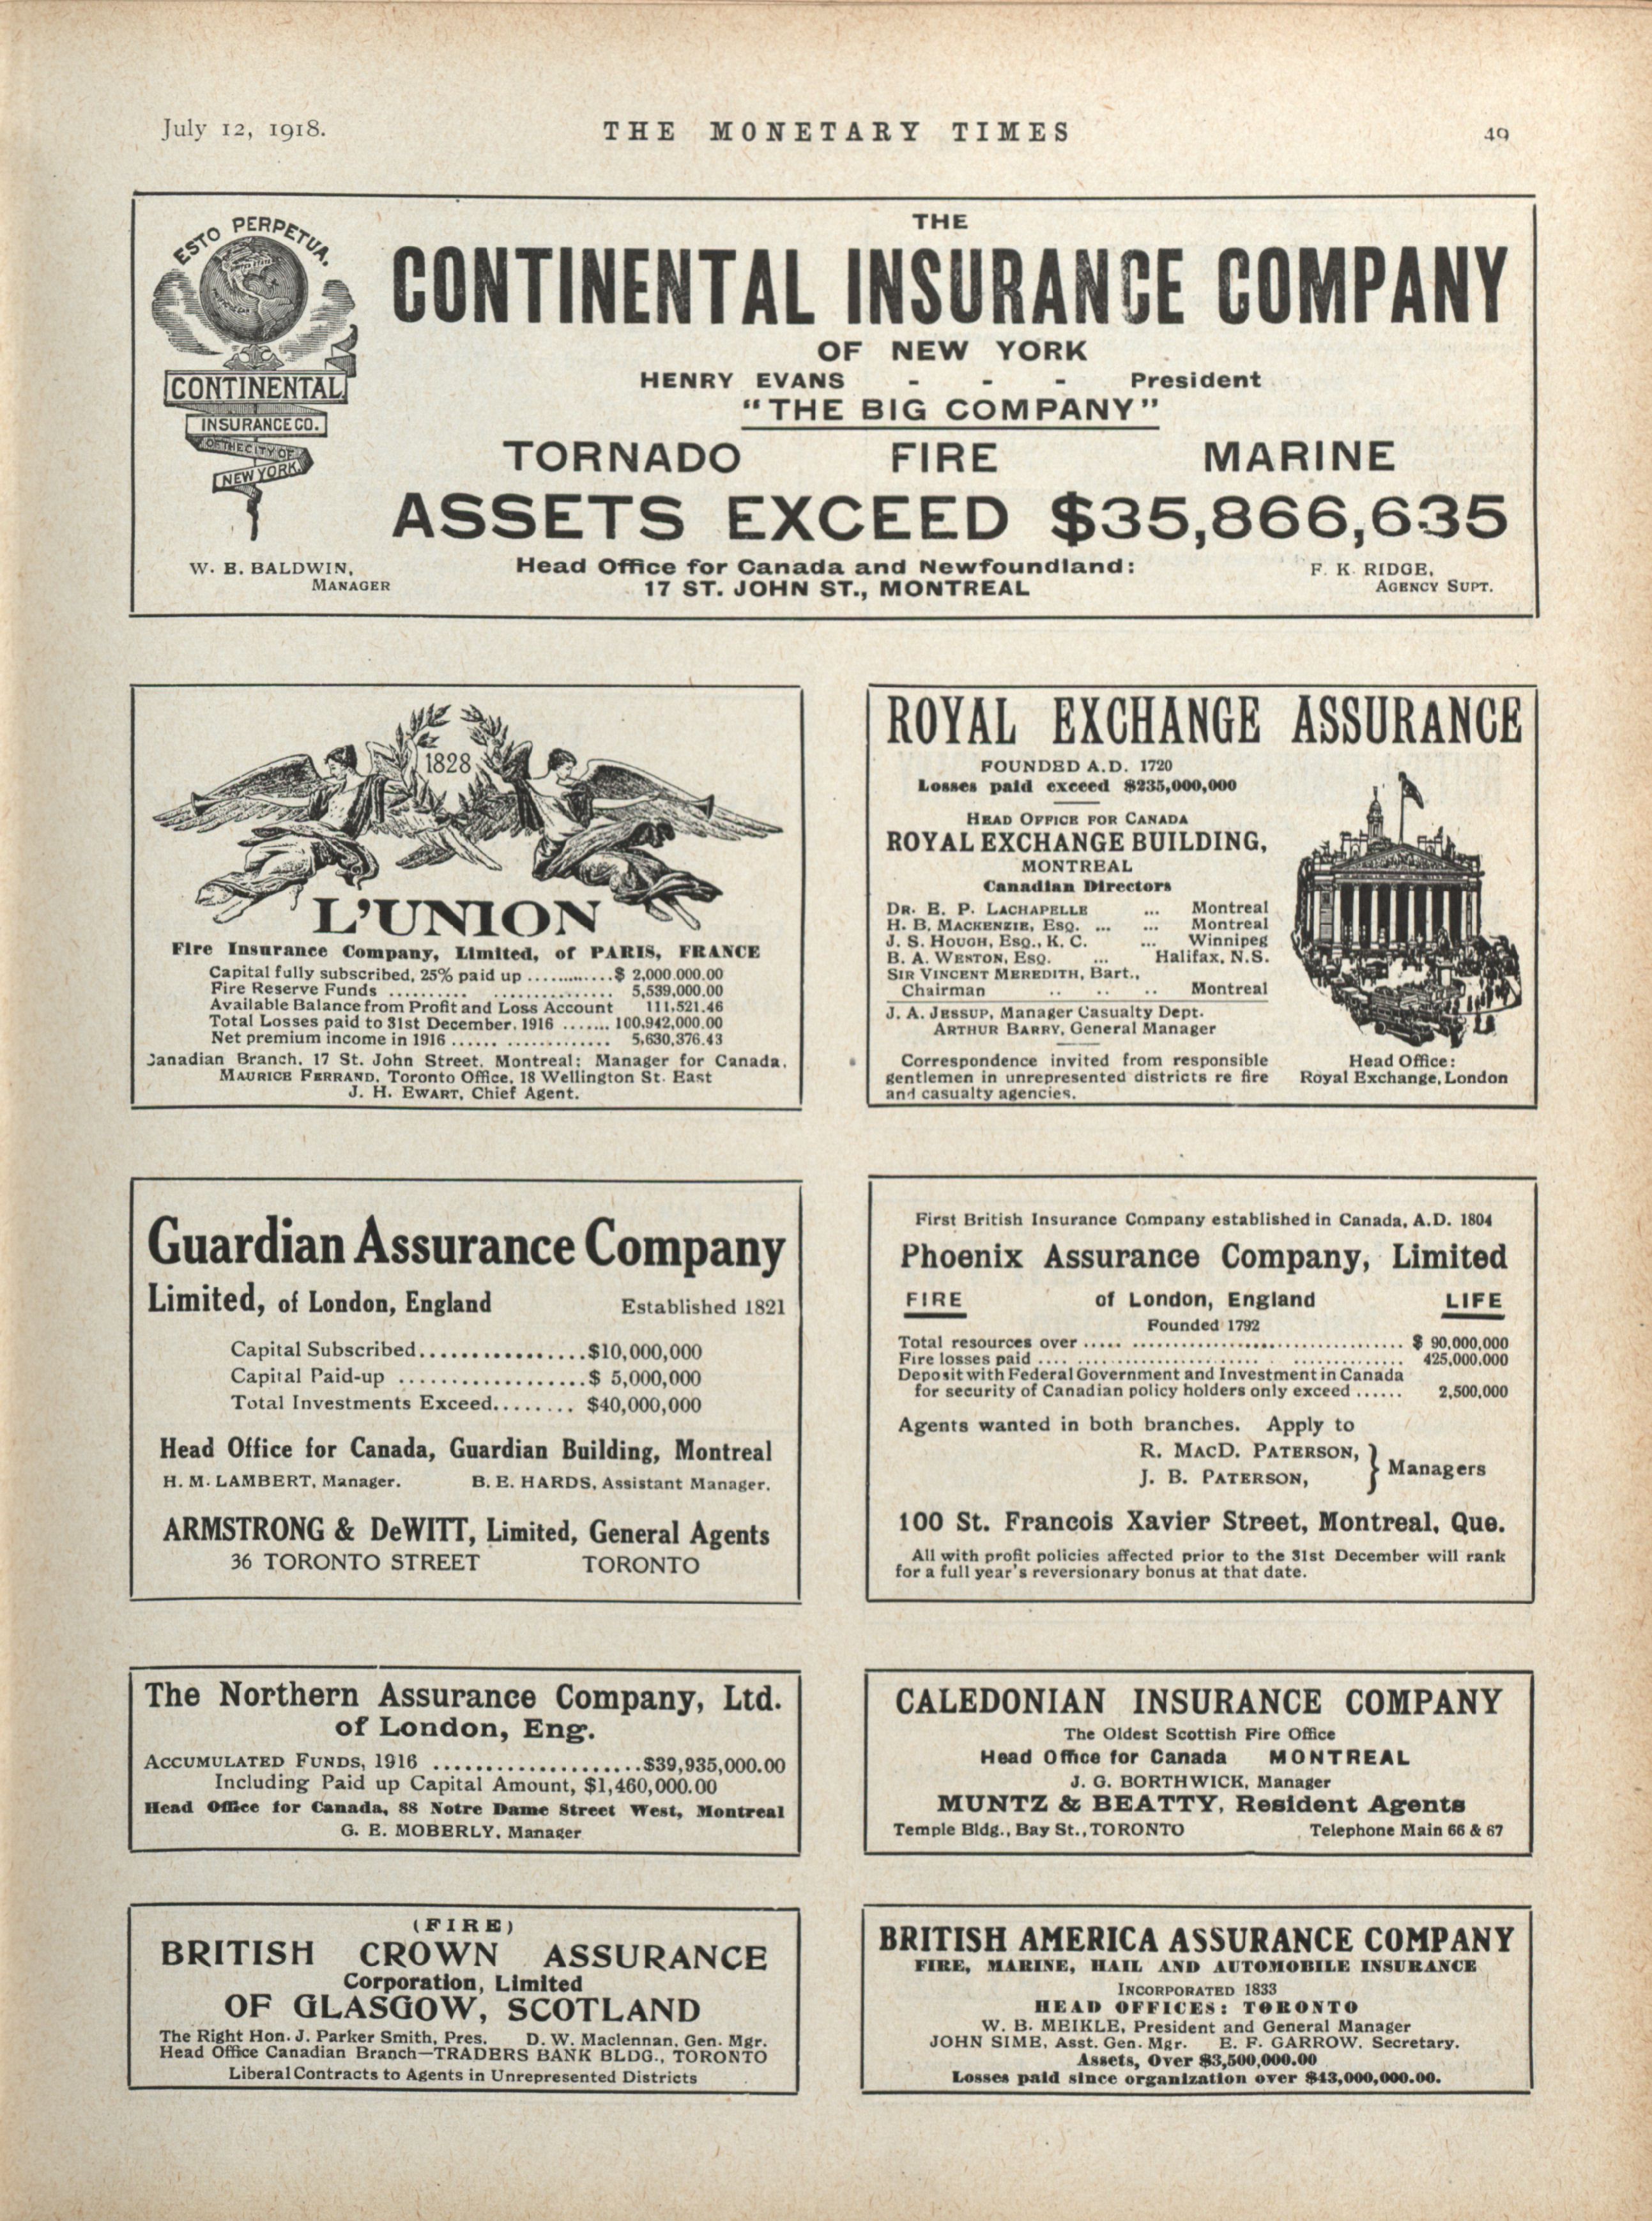 July 12, 1918.
THE MONETARY TIMES
49
ESTO PERPETUA.
CONTINENTAL
INSURANCE CO.
OF THE CITY OF
NEW YORK
THE
CONTINENTAL INSURANCE COMPANY
OF NEW YORK
HENRY EVANS - - - President
"THE BIG COMPANY"
TORNADO FIRE MARINE
ASSETS EXCEED $35,866,635
W. E. BALDWIN,
MANAGER
Head Office for Canada and Newfoundland:
17 ST. JOHN ST., MONTREAL
F. K. RIDGE,
AGENCY SUPT.
1828
L'UNION
Fire Insurance Company, Limited, of PARIS, FRANCE
Capital fully subscribed, 25% paid up ............$ 2,000.000.00
Fire Reserve Funds .......... ............... 5,539,000.00
Available Balance from Profit and Loss Account 111,521.46
Total Losses paid to 31st December, 1916 ....... 100,942,000.00
Net premium income in 1916 ...... ............. 5,630,376.43
Canadian Branch, 17 St. John Street, Montreal; Manager for Canada,
MAURICE FERRAND. Toronto Office, 18 Wellington St. East
J. H. EWART, Chief Agent.
ROYAL EXCHANGE ASSURANCE
FOUNDED A.D. 1720
Losses paid exceed $235,000,000
HEAD OFFICE FOR CANADA
ROYAL EXCHANGE BUILDING,
MONTREAL
Canadian Directors
DR. E. P. LACHAPELLE ... Montreal
H. B. MACKENZIE, ESQ. ... ... Montreal
J. S. HOUGH, ESQ., K. C. ... Winnipeg
B. A. WESTON, ESQ. ... Halifax, N.S.
SIR VINCENT MEREDITH, Bart.,
Chairman .. .. .. Montreal
J. A. JESSUP, Manager Casualty Dept.
ARTHUR BARRY, General Manager
Correspondence invited from responsible
gentlemen in unrepresented districts re fire
and casualty agencies.
Head Office:
Royal Exchange, London
Guardian Assurance Company
Limited, of London, England Established 1821
Capital Subscribed................$10,000,000
Capital Paid-up ..................$ 5,000,000
Total Investments Exceed........ $40,000,000
Head Office for Canada, Guardian Building, Montreal
H. M. LAMBERT, Manager. B. E. HARDS, Assistant Manager.
ARMSTRONG & DeWITT, Limited, General Agents
36 TORONTO STREET TORONTO
First British Insurance Company established in Canada, A.D. 1804
Phoenix Assurance Company, Limited
FIRE of London, England LIFE
Founded 1792
Total resources over ..... .................................. $ 90,000,000
Fire losses paid .... ...................... ............. 425,000,000
Deposit with Federal Government and Investment in Canada
for security of Canadian policy holders only exceed ...... 2,500,000
Agents wanted in both branches. Apply to
R. MACD. PATERSON,
J. B. PATERSON,
} Managers
100 St. Francois Xavier Street, Montreal, Que.
All with profit policies affected prior to the 31st December will rank
for a full year's reversionary bonus at that date.
The Northern Assurance Company, Ltd.
of London, Eng.
ACCUMULATED FUNDS, 1916 ....................$39,935,000.00
Including Paid up Capital Amount, $1,460,000.00
Head Office for Canada, 88 Notre Dame Street West, Montreal
G. E. MOBERLY, Manager
CALEDONIAN INSURANCE COMPANY
The Oldest Scottish Fire Office
Head Office for Canada MONTREAL
J. G. BORTHWICK, Manager
MUNTZ & BEATTY, Resident Agents
Temple Bldg., Bay St., TORONTO Telephone Main 66 & 67
(FIRE)
BRITISH CROWN ASSURANCE
Corporation, Limited
OF GLASGOW, SCOTLAND
The Right Hon. J. Parker Smith, Pres. D. W. Maclennan, Gen. Mgr.
Head Office Canadian Branch—TRADERS BANK BLDG., TORONTO
Liberal Contracts to Agents in Unrepresented Districts
BRITISH AMERICA ASSURANCE COMPANY
FIRE, MARINE, HAIL AND AUTOMOBILE INSURANCE
INCORPORATED 1833
HEAD OFFICES: TORONTO
W. B. MEIKLE, President and General Manager
JOHN SIME, Asst. Gen. Mgr. E. F. GARROW, Secretary.
Assets, Over $3,500,000.00
Losses paid since organization over $43,000,000.00.